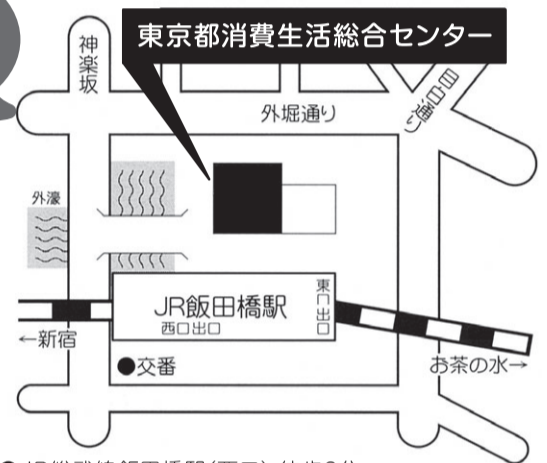 東京都消費生活総合センター
神楽坂
外堀通り
目白通り
外濠
JR飯田橋駅
西口出口
東口出口
←新宿
お茶の水→
●交番